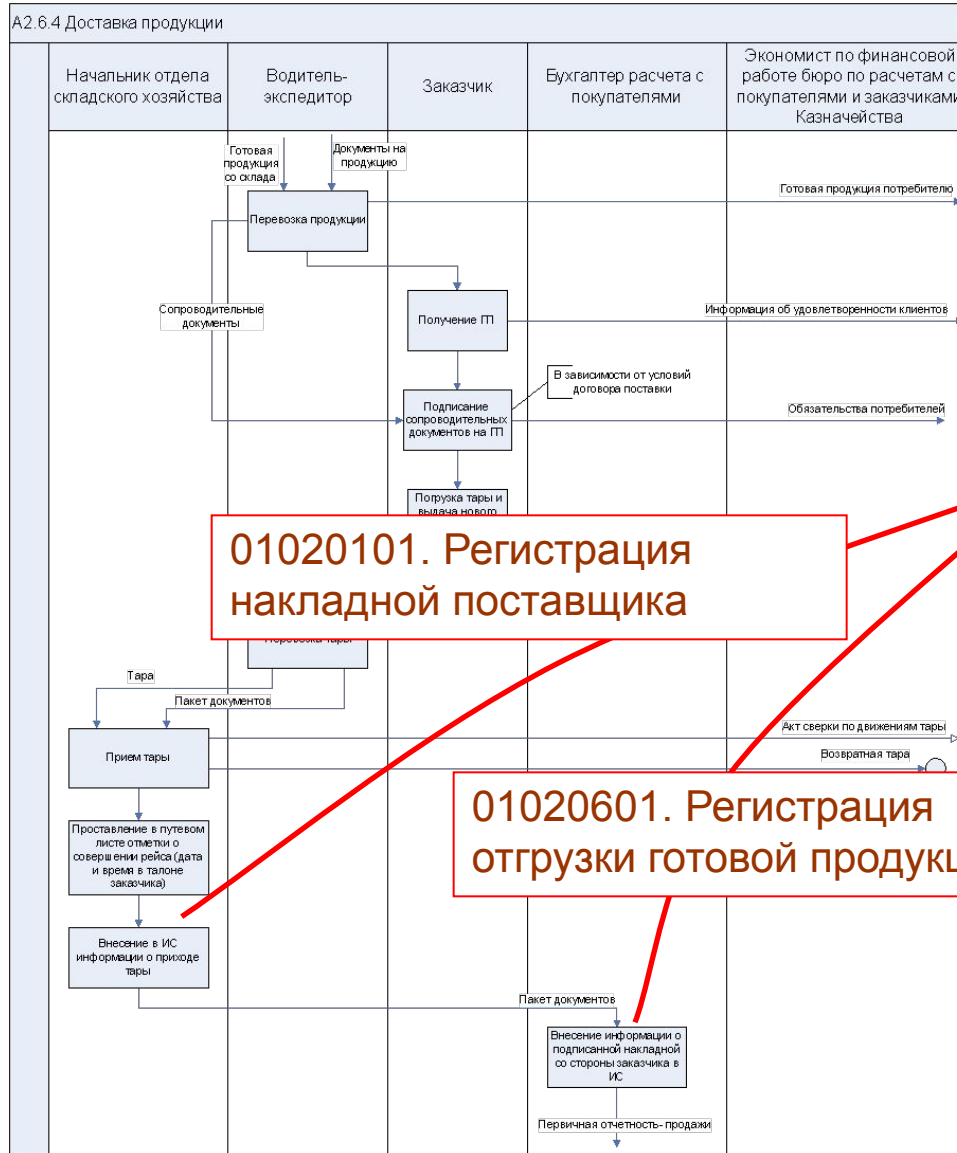 А2.6.4 Доставка продукции
Начальник отдела
складского хозяйства
Водитель-
экспедитор
Заказчик
Бухгалтер расчета с
покупателями
Экономист по финансовой
работе бюро по расчетам с
покупателями и заказчиками
Казначейства
Готовая
продукция
со склада
Документы на
продукцию
Перевозка продукции
Готовая продукция потребителю
Сопроводительные
документы
Получение ГП
Информация об удовлетворенности клиентов
В зависимости от условий
договора поставки
Подписание
сопроводительных
документов на ГП
Обязательства потребителей
Погрузка тары и
выдача нового
01020101. Регистрация
накладной поставщика
Перевозка тары
Тара
Пакет документов
Прием тары
Акт сверки по движениям тары
Возвратная тара
01020601. Регистрация
отгрузки готовой
Проставление в путевом
листе отметки о
совершении рейса (дата
и время в талоне
заказчика)
Внесение в ИС
информации о приходе
тары
Пакет документов
Внесение информации о
подписанной накладной
со стороны заказчика в
ИС
Первичная отчетность- продажи